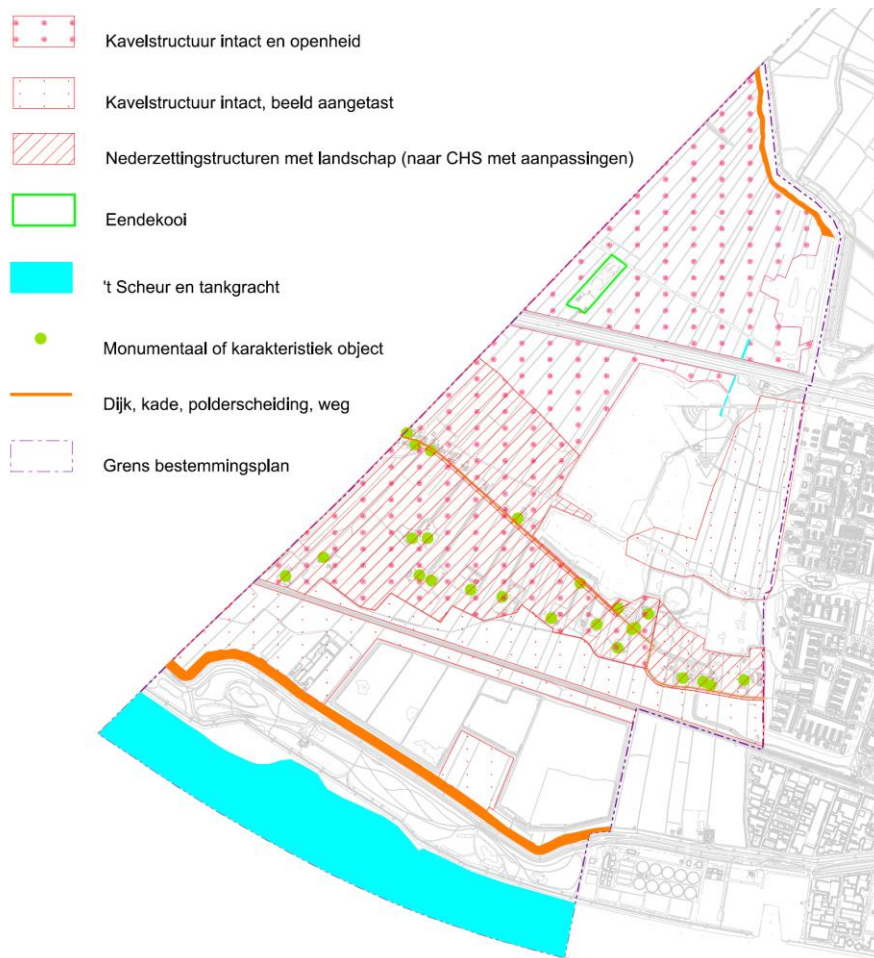 Kavelstructuur intact en openheid
Kavelstructuur intact, beeld aangetast
Nederzettingstructuren met landschap (naar CHS met aanpassingen)
Eendekooi
't Scheur en tankgracht
Monumentaal of karakteristiek object
Dijk, kade, polderscheiding, weg
Grens bestemmingsplan